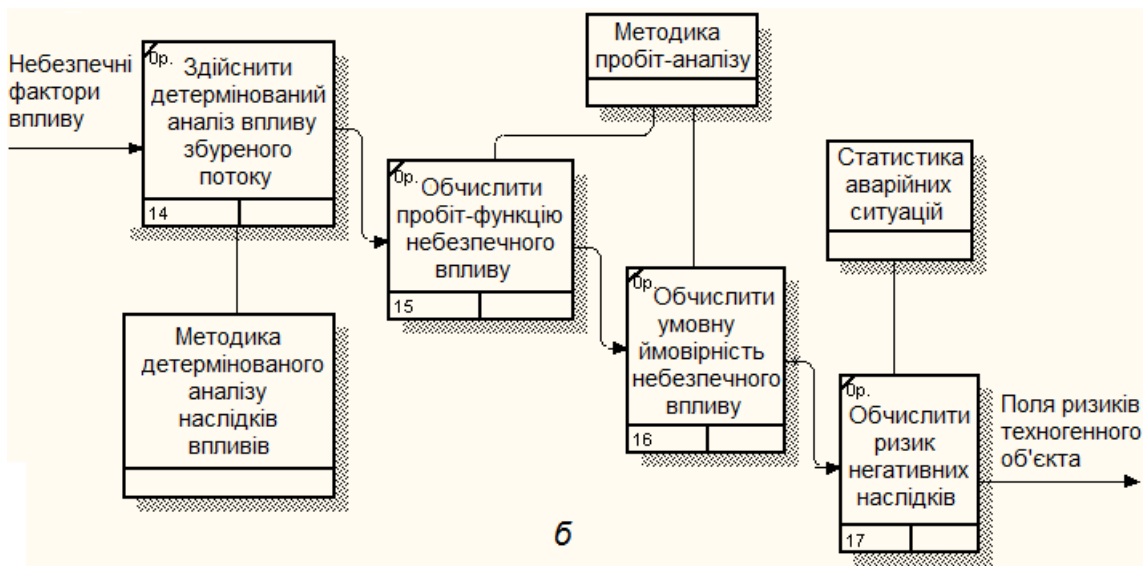 Небезпечні
фактори
впливу
0р.
Здійснити
детермінований
аналіз впливу
збуреного
потоку
14
Методика
детермінованого
аналізу
наслідків
впливів
Методика
пробіт-аналізу
0р.
Обчислити
пробіт-функцію
небезпечного
впливу
15
0р.
Обчислити
умовну
ймовірність
небезпечного
впливу
16
Статистика
аварійних
ситуацій
0р.
Обчислити
ризик
негативних
наслідків
17
Поля ризиків
техногенного
об'єкта
б